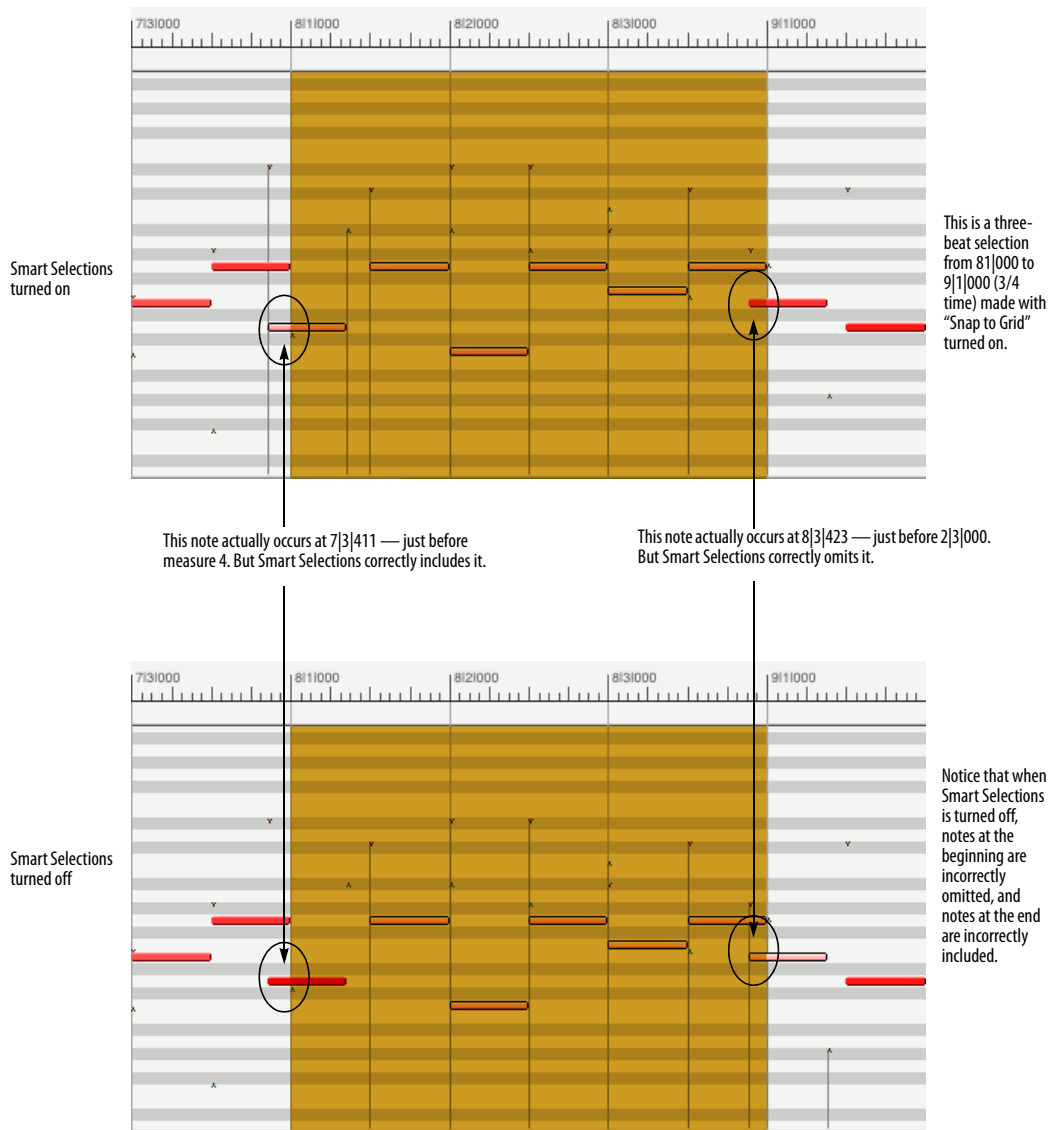 7|3|000 8|1|000 8|2|000 8|3|000 9|1|000
Smart Selections
turned on
This is a three-
beat selection
from 81|000 to
9|1|000 (3/4
time) made with
“Snap to Grid”
turned on.
This note actually occurs at 7|3|411 — just before
measure 4. But Smart Selections correctly includes it.
This note actually occurs at 8|3|423 — just before 2|3|000.
But Smart Selections correctly omits it.
7|3|000 8|1|000 8|2|000 8|3|000 9|1|000
Smart Selections
turned off
Notice that when
Smart Selections
is turned off,
notes at the
beginning are
incorrectly
omitted, and
notes at the end
are incorrectly
included.